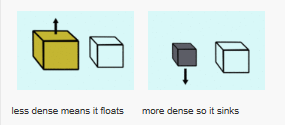 less dense means it floats
more dense so it sinks